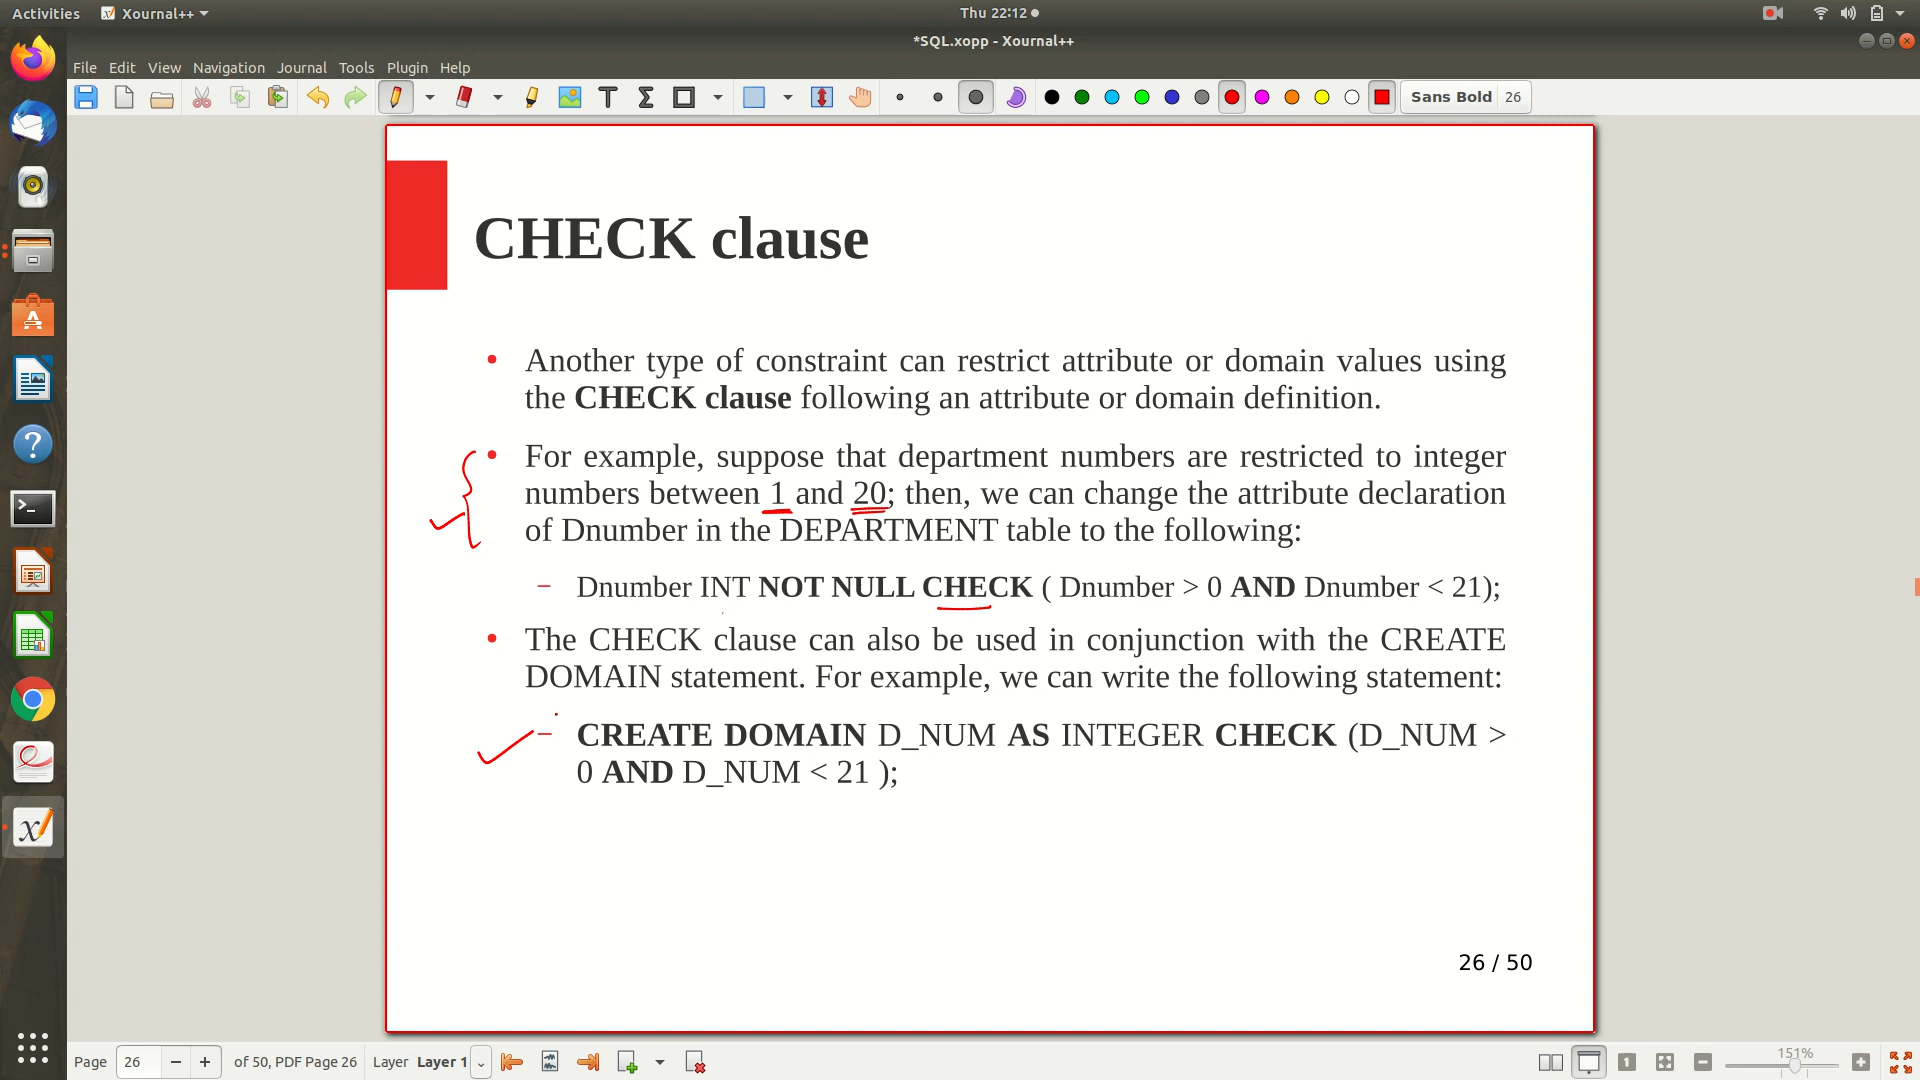 Activities Xournal++ Thu 22:12
*SQL.xopp - Xournal++
File Edit View Navigation Journal Tools Plugin Help
Sans Bold 26
CHECK clause
• Another type of constraint can restrict attribute or domain values using
the CHECK clause following an attribute or domain definition.
• For example, suppose that department numbers are restricted to integer
numbers between 1 and 20; then, we can change the attribute declaration
of Dnumber in the DEPARTMENT table to the following:
– Dnumber INT NOT NULL CHECK ( Dnumber > 0 AND Dnumber < 21);
• The CHECK clause can also be used in conjunction with the CREATE
DOMAIN statement. For example, we can write the following statement:
– CREATE DOMAIN D_NUM AS INTEGER CHECK (D_NUM >
0 AND D_NUM < 21 );
26 / 50
Page 26 − + of 50, PDF Page 26 Layer Layer 1 151%